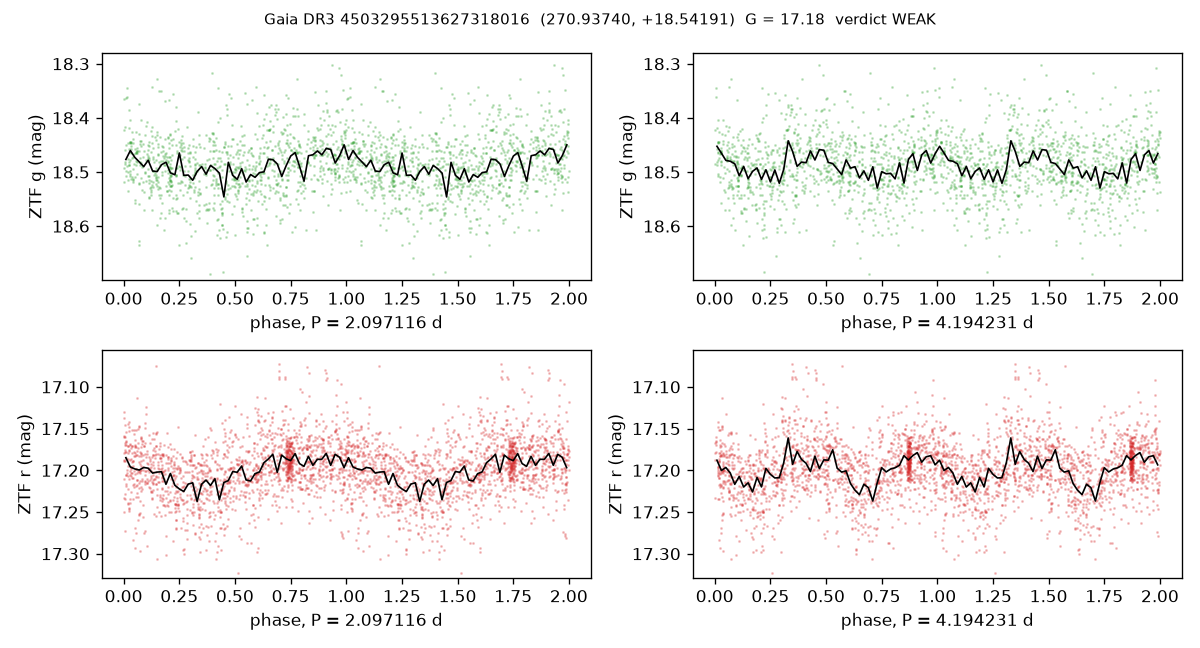 Gaia DR3 4503295513627318016 (270.93740, +18.54191) G = 17.18 verdict WEAK
ZTF g (mag)
18.3
18.4
18.5
18.6
0.00 0.25 0.50 0.75 1.00 1.25 1.50 1.75 2.00
phase, P = 2.097116 d
ZTF g (mag)
18.3
18.4
18.5
18.6
0.00 0.25 0.50 0.75 1.00 1.25 1.50 1.75 2.00
phase, P = 4.194231 d
ZTF r (mag)
17.10
17.15
17.20
17.25
17.30
0.00 0.25 0.50 0.75 1.00 1.25 1.50 1.75 2.00
phase, P = 2.097116 d
ZTF r (mag)
17.10
17.15
17.20
17.25
17.30
0.00 0.25 0.50 0.75 1.00 1.25 1.50 1.75 2.00
phase, P = 4.194231 d